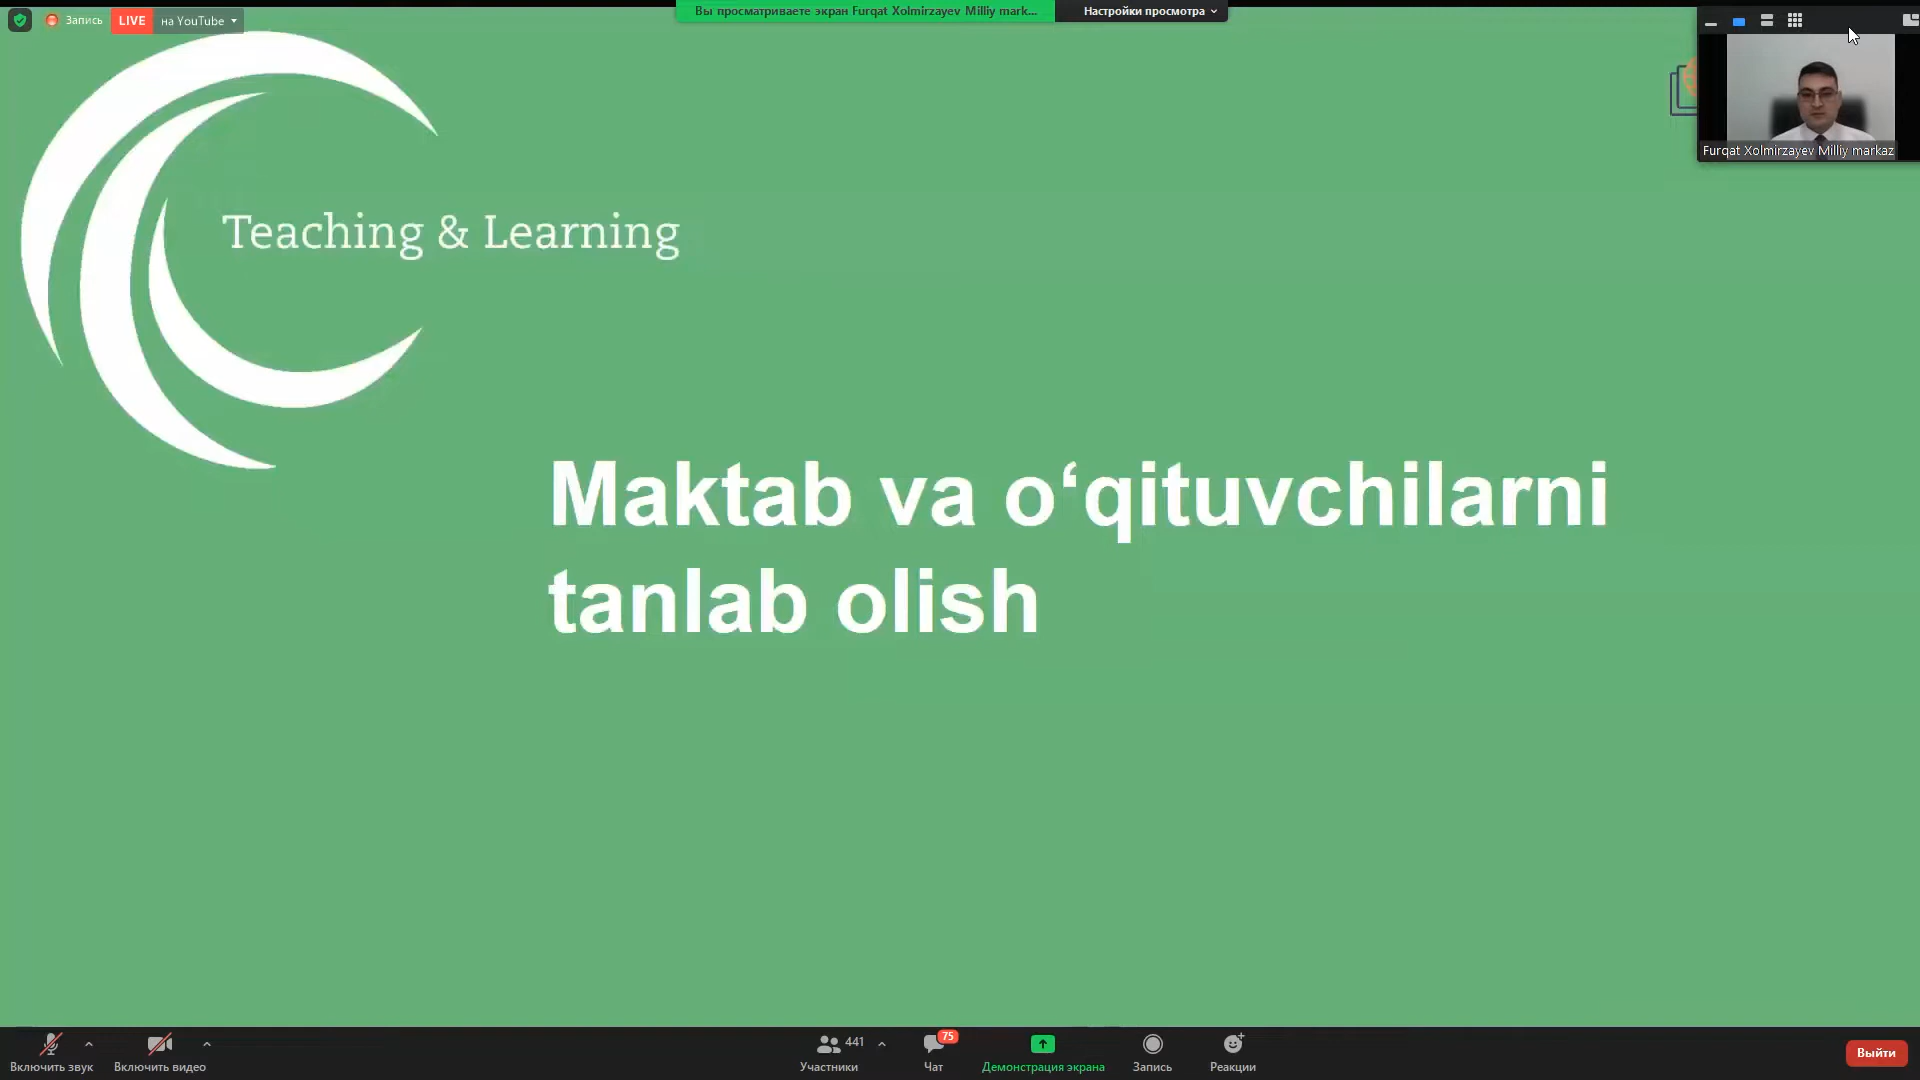 Запись
LIVE
на YouTube
Вы просматриваете экран Furqat Xolmirzayev Milliy mark...
Настройки просмотра
Furqat Xolmirzayev Milliy markaz
Teaching & Learning
Maktab va o‘qituvchilarni
tanlab olish
Включить звук
Включить видео
441
Участники
75
Чат
Демонстрация экрана
Запись
Реакции
Выйти